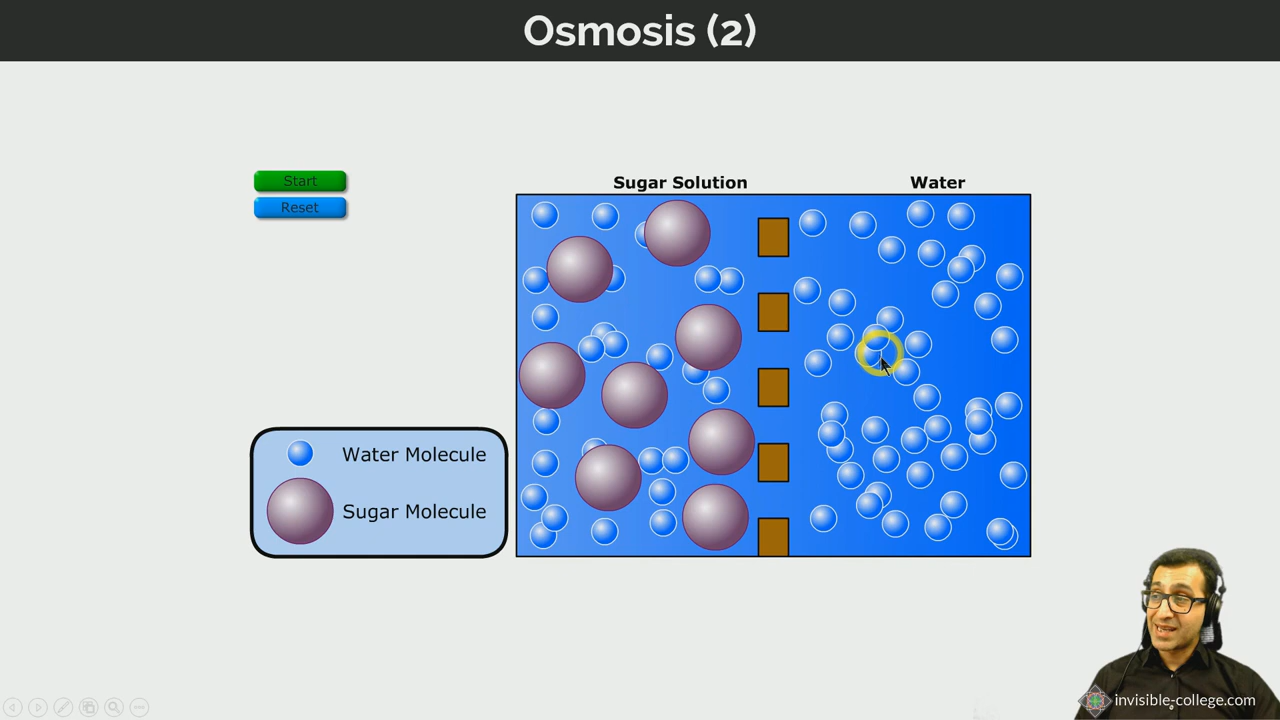 Osmosis (2)
Start
Reset
Sugar Solution
Water
Water Molecule
Sugar Molecule
invisible-college.com